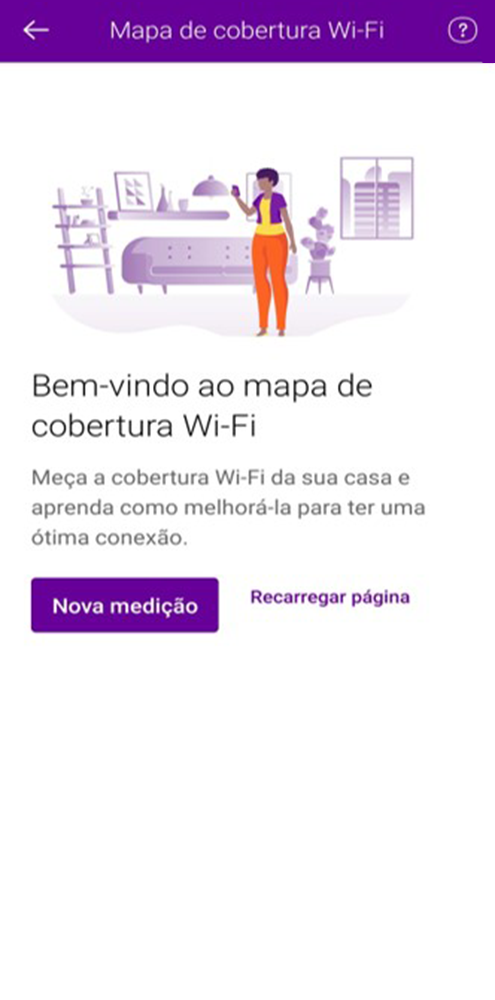 Mapa de cobertura Wi-Fi
?
Bem-vindo ao mapa de
cobertura Wi-Fi
Meça a cobertura Wi-Fi da sua casa e
aprenda como melhorá-la para ter uma
ótima conexão.
Nova medição
Recarregar página